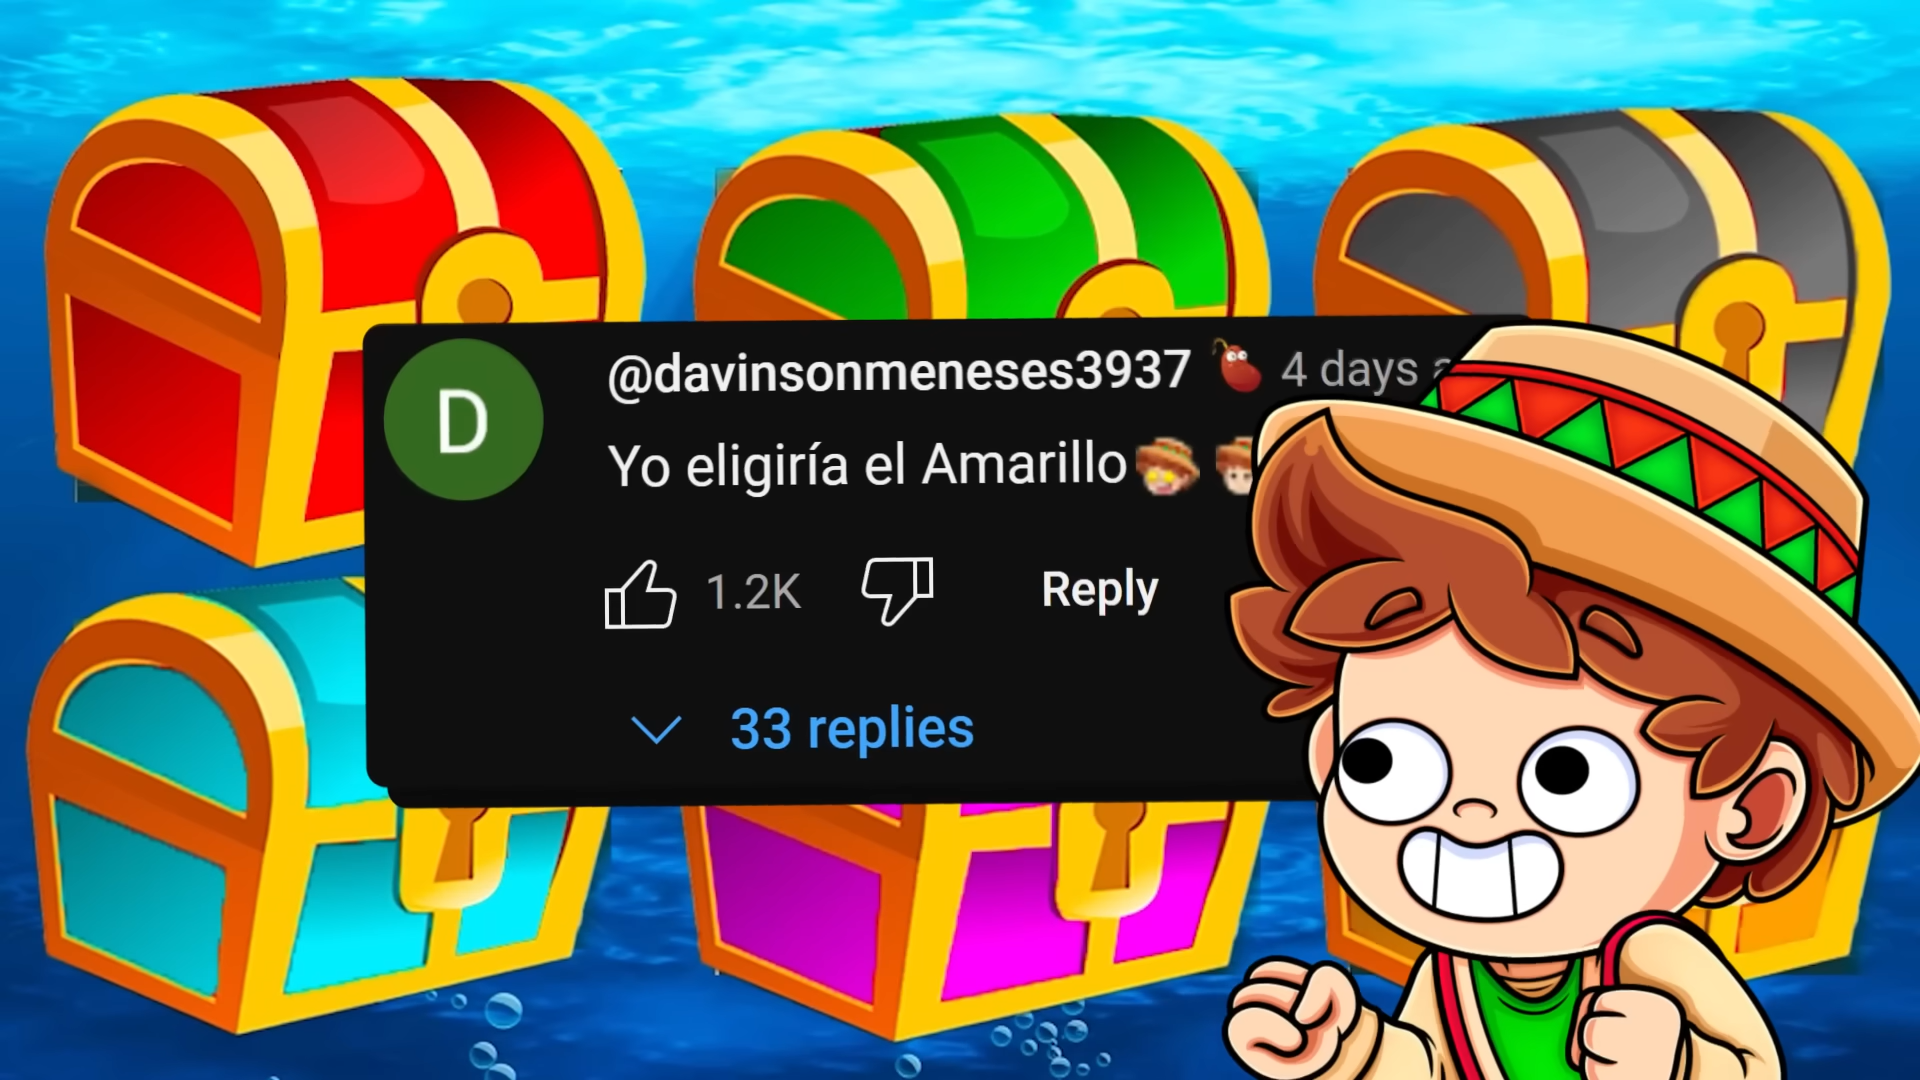 D
@davinsonmeneses3937 4 days
Yo eligiría el Amarillo
1.2K Reply
33 replies